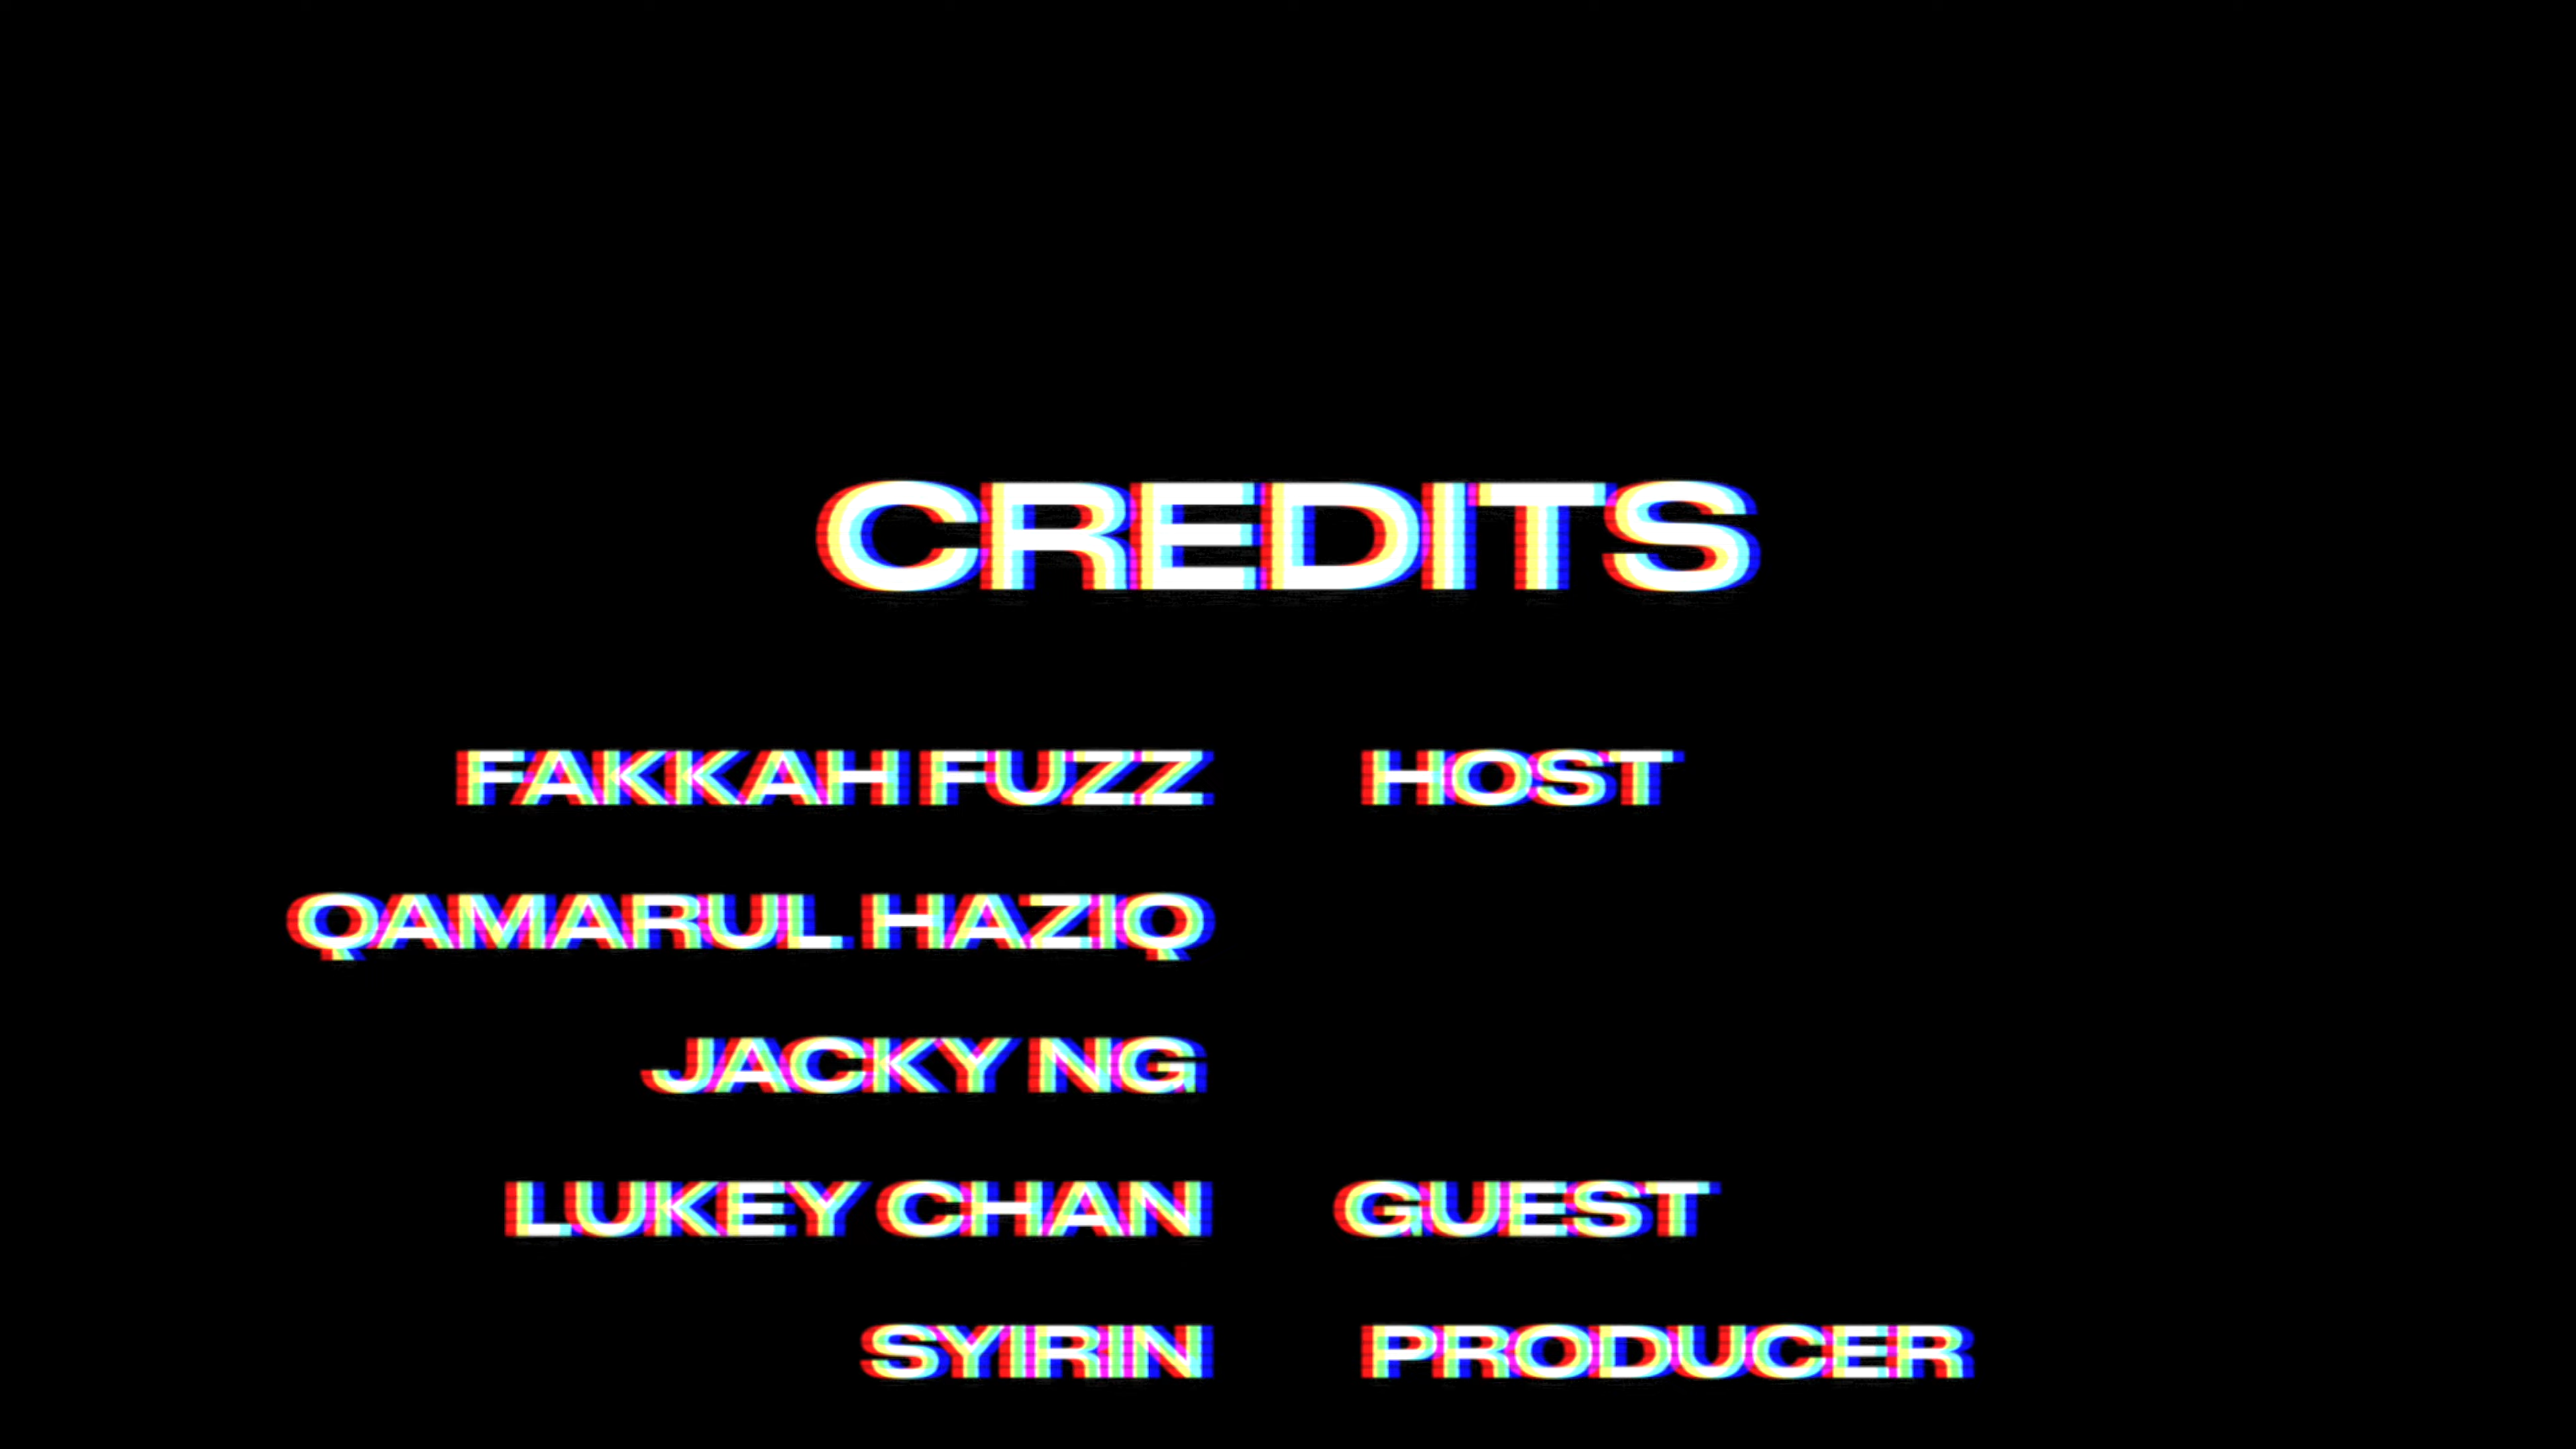 CREDITS
FAKKAH FUZZ HOST
QAMARUL HAZIQ
JACKY NG
LUKEY CHAN GUEST
SYIRIN PRODUCER